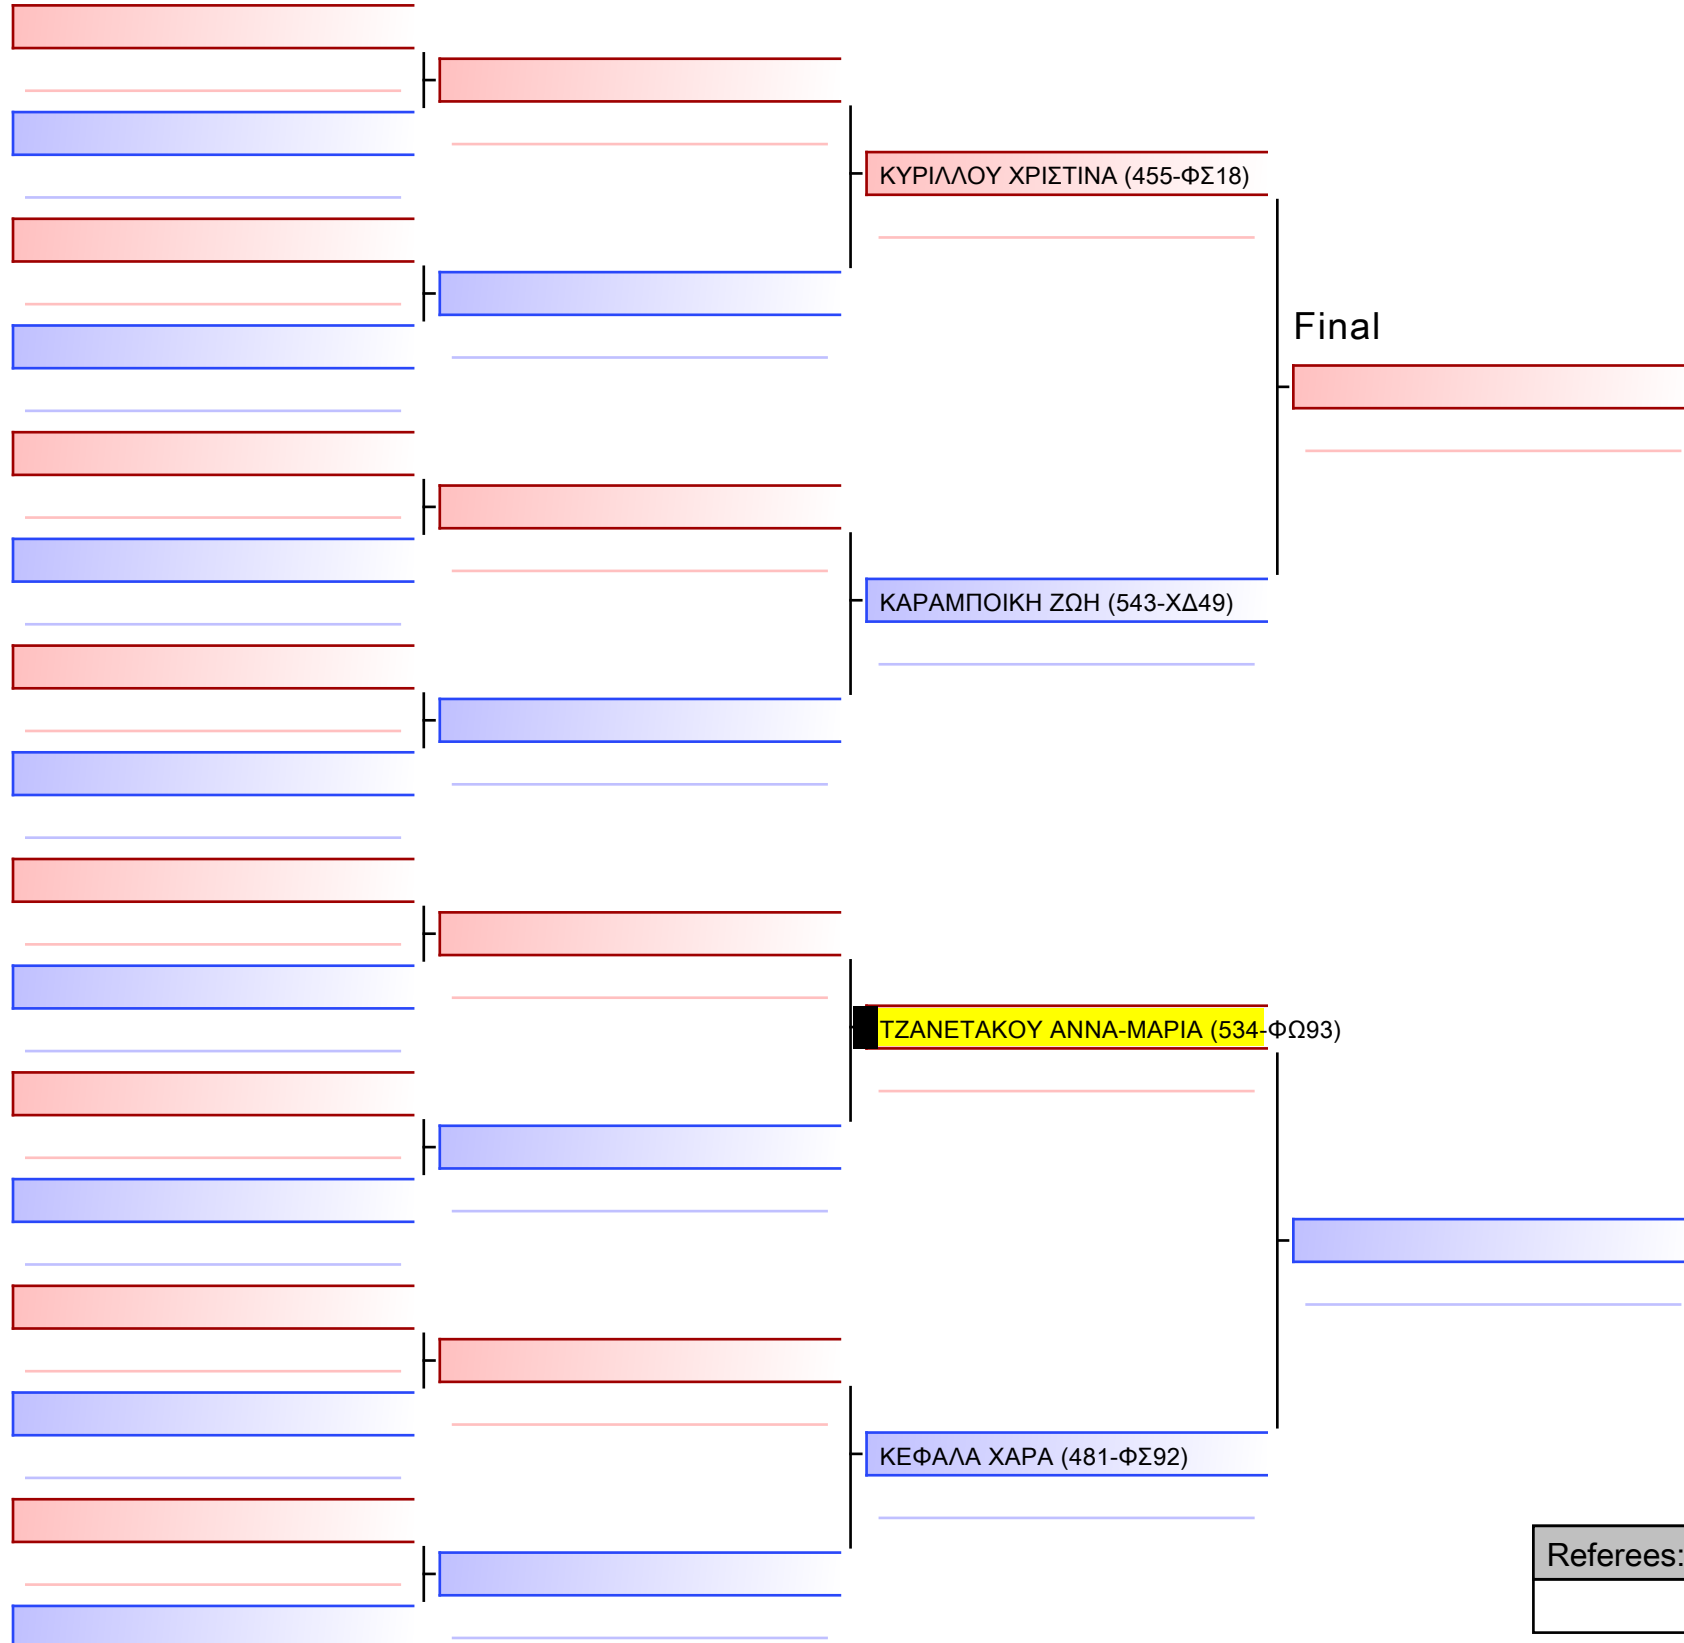 ΚΥΡΙΛΛΟΥ ΧΡΙΣΤΙΝΑ (455-ΦΣ18)
Final
ΚΑΡΑΜΠΟΙΚΗ ΖΩΗ (543-ΧΔ49)
ΤΖΑΝΕΤΑΚΟΥ ΑΝΝΑ-ΜΑΡΙΑ (534-ΦΩ93)
ΚΕΦΑΛΑ ΧΑΡΑ (481-ΦΣ92)
Referees: